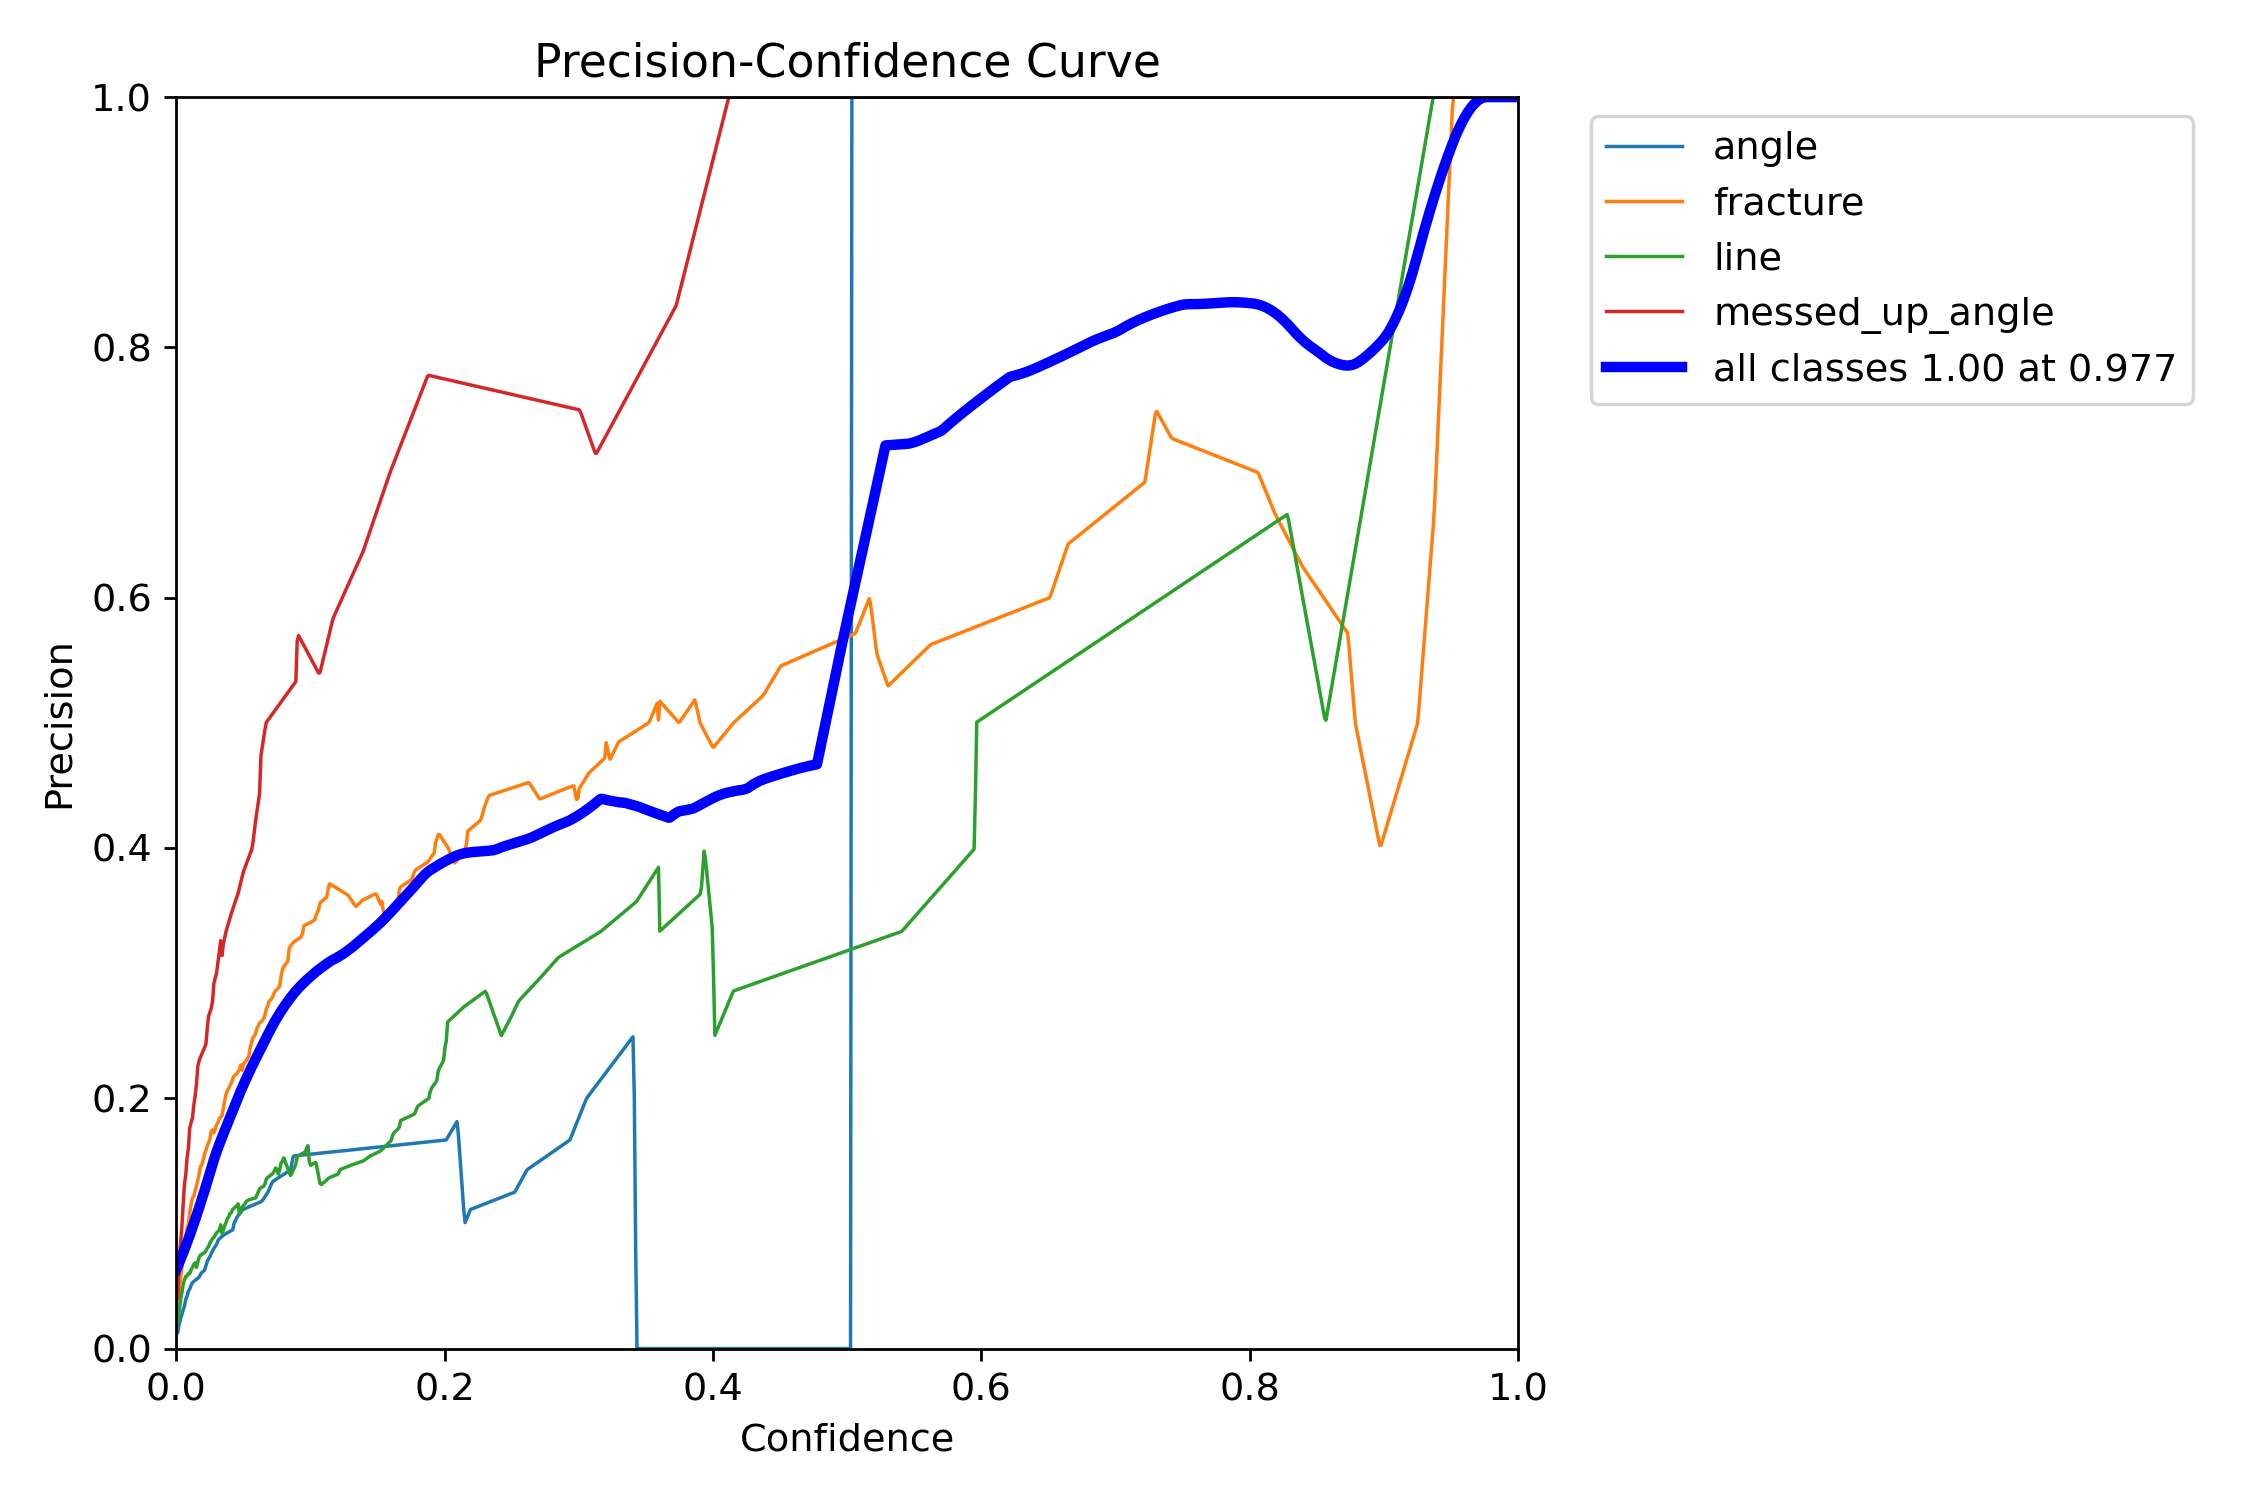 Precision-Confidence Curve
1.0
0.8
0.6
0.4
0.2
0.0
Precision
0.0 0.2 0.4 0.6 0.8 1.0
Confidence
angle
fracture
line
messed_up_angle
all classes 1.00 at 0.977